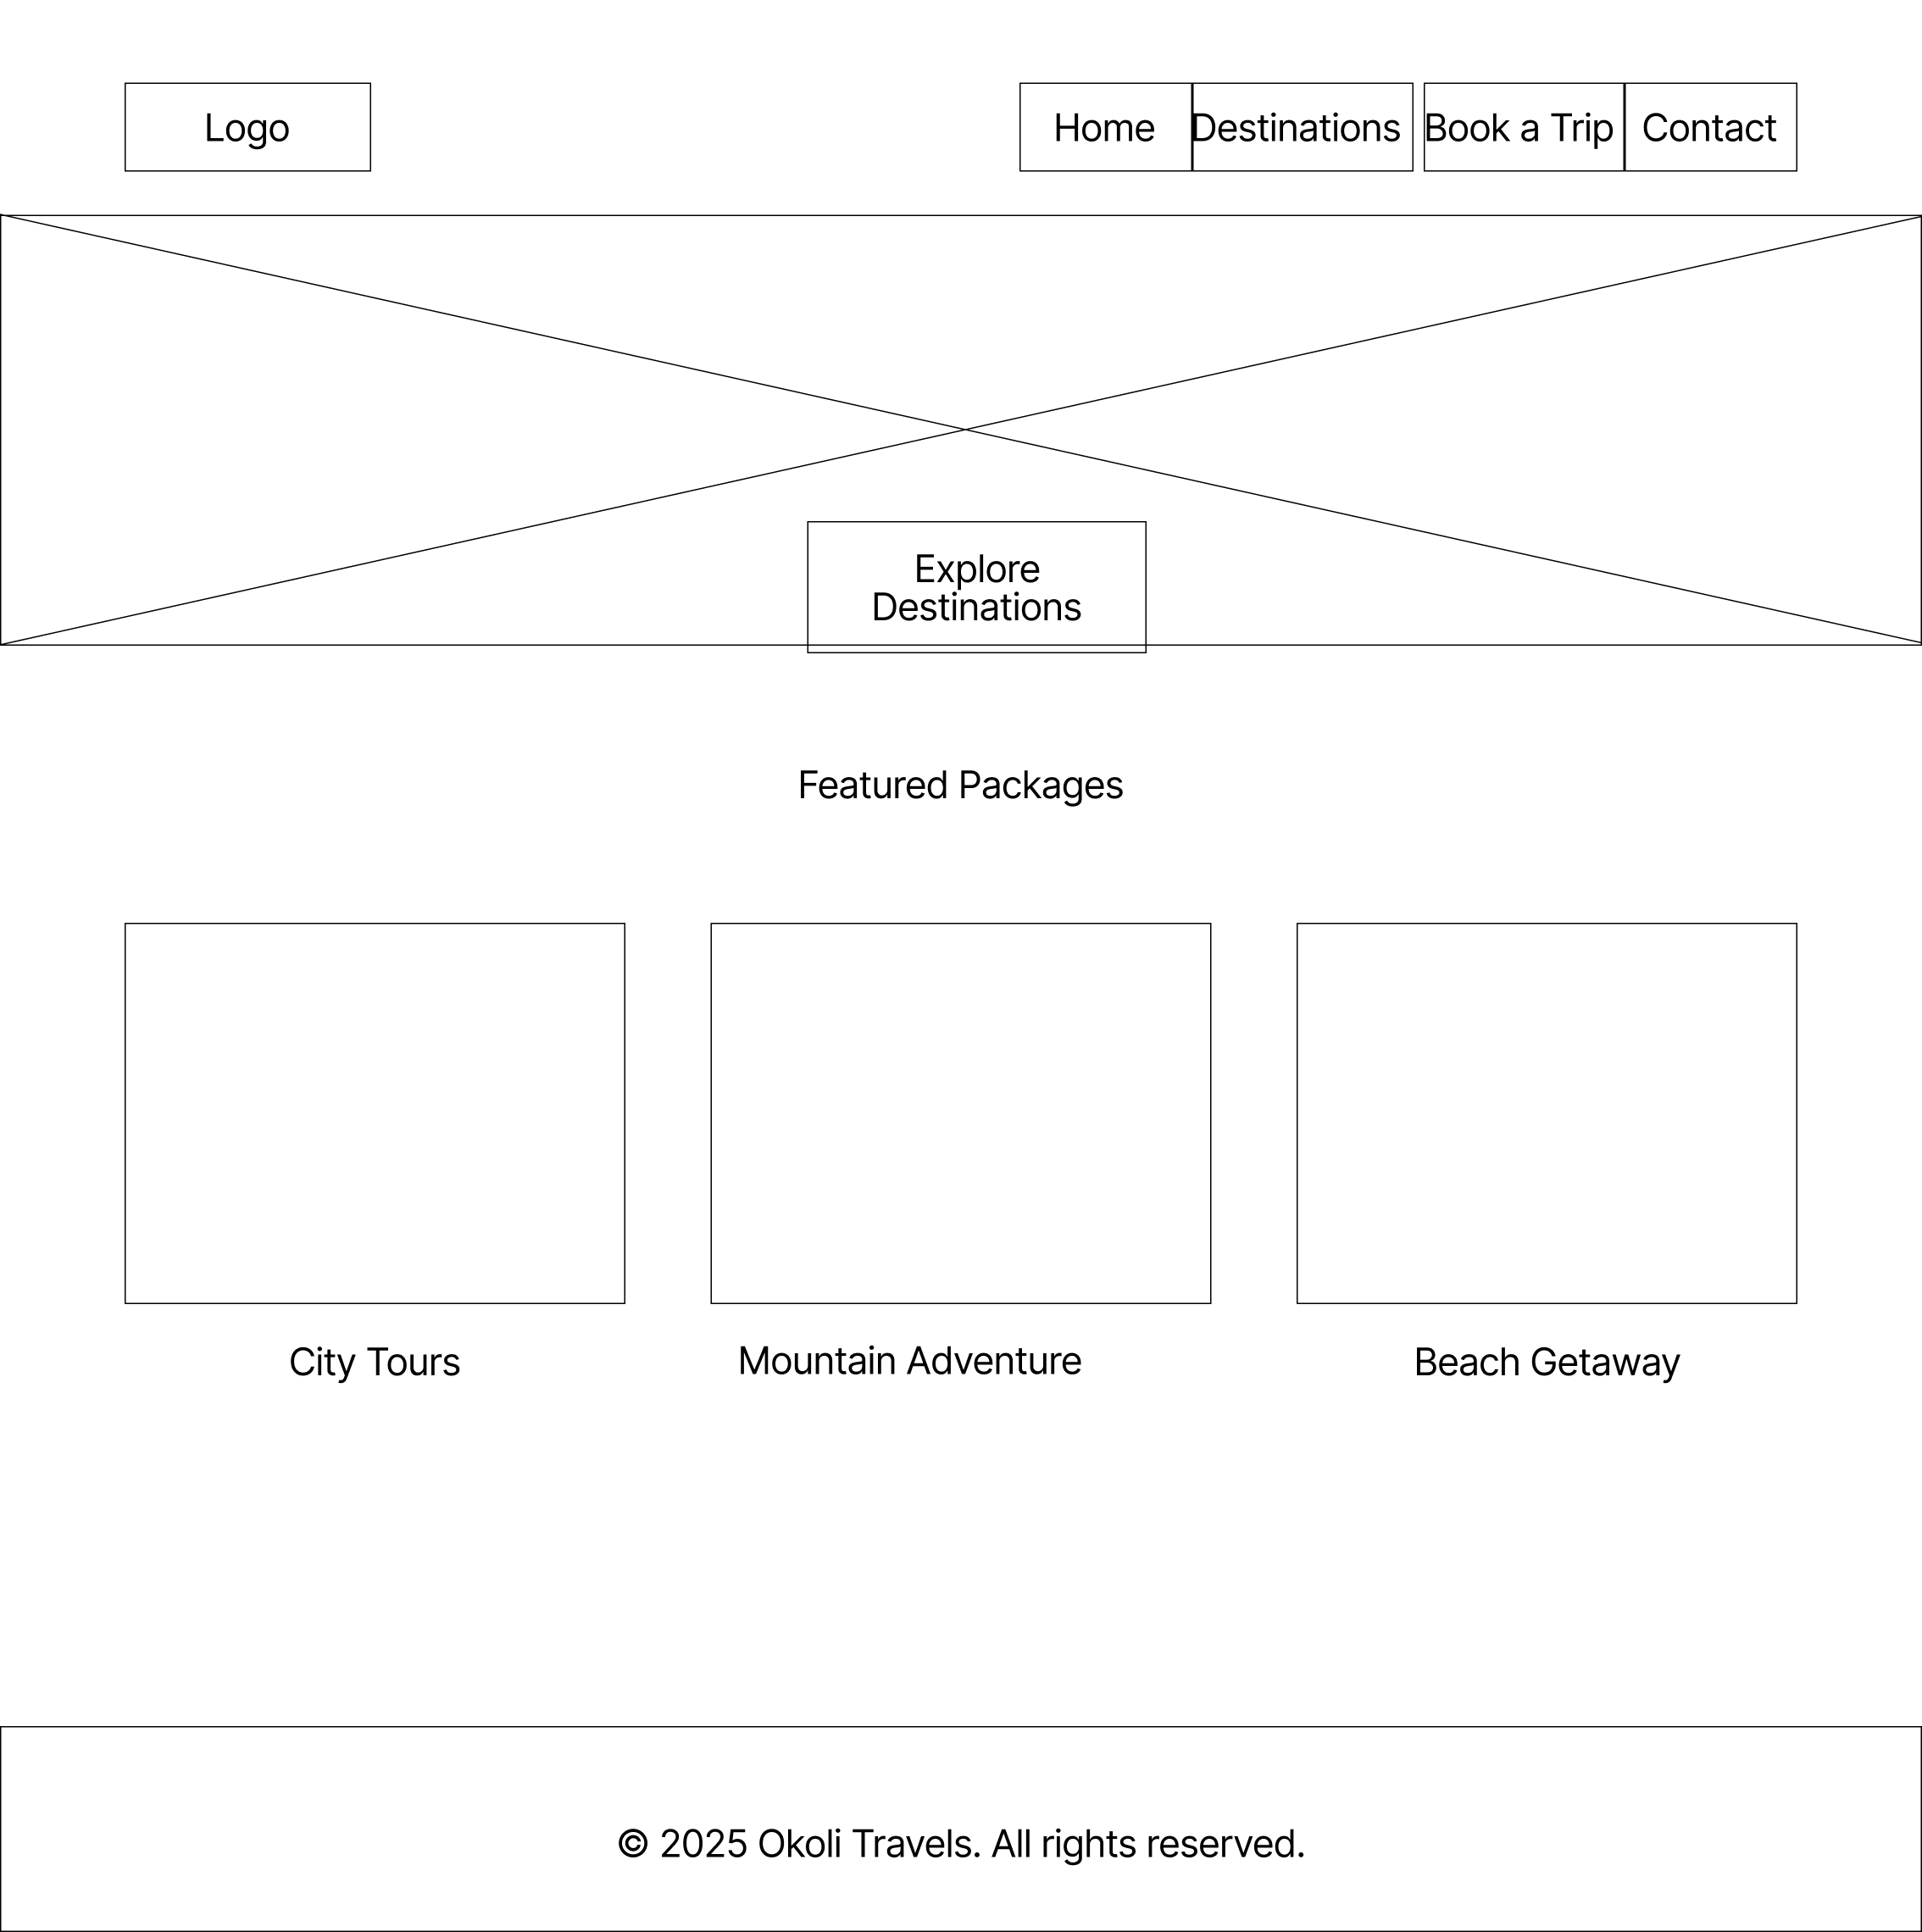 Logo
Home
Destinations
Book a Trip
Contact
Explore
Destinations
Featured Packages
City Tours
Mountain Adventure
Beach Getaway
© 2025 Okoli Travels. All rights reserved.